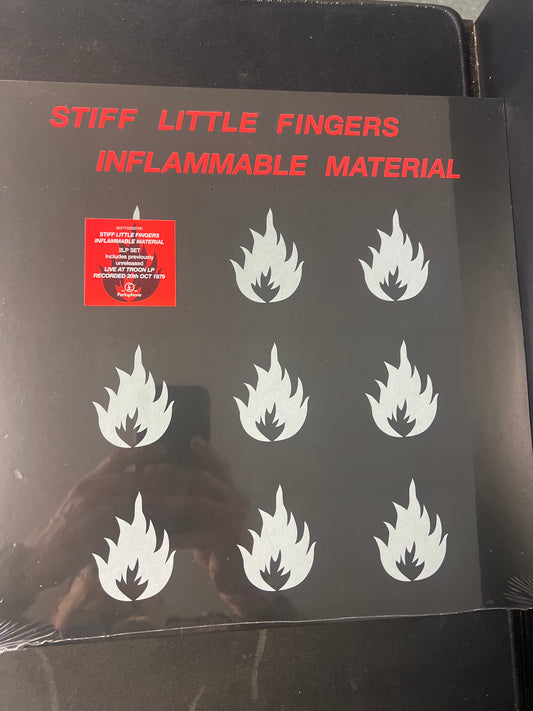 STIFF LITTLE FINGERS
INFLAMMABLE MATERIAL
STIFF LITTLE FINGERS
INFLAMMABLE MATERIAL
2LP SET
Includes previously
unreleased
LIVE AT TROON LP
RECORDED 20th OCT 1979
Parlophone